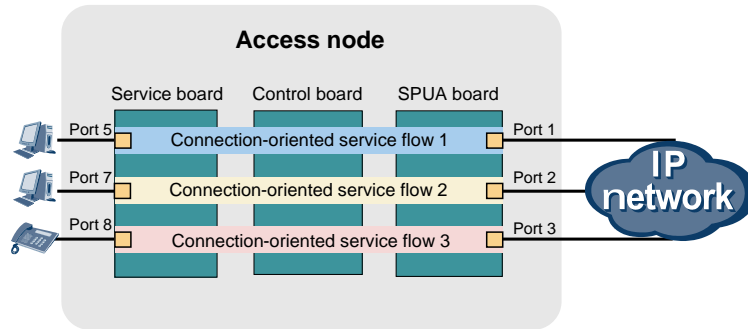 Access node
Service board Control board SPUA board
Port 5 Connection-oriented service flow 1 Port 1
Port 7 Connection-oriented service flow 2 Port 2
Port 8 Connection-oriented service flow 3 Port 3
IP
network